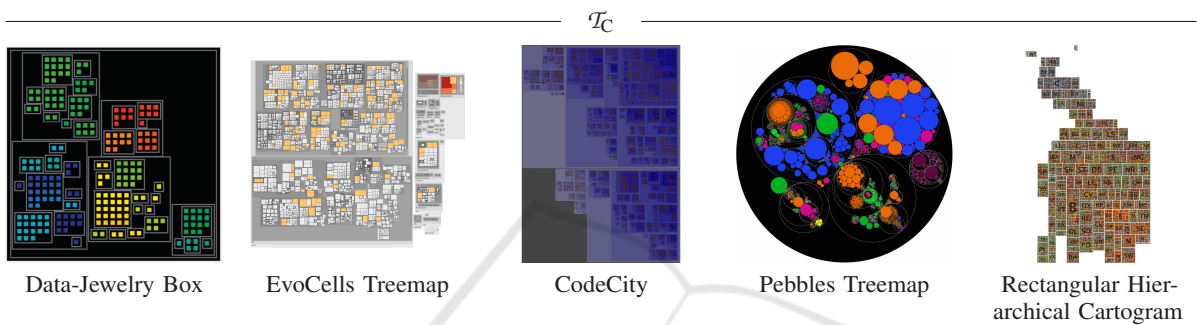 𝒯C
Data-Jewelry Box
EvoCells Treemap
CodeCity
Pebbles Treemap
Rectangular Hier-
archical Cartogram